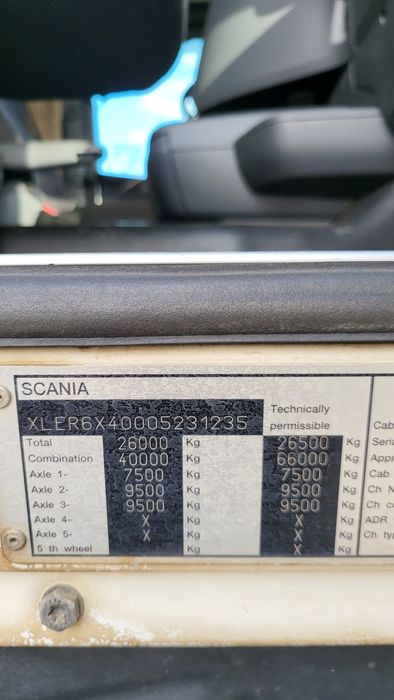 SCANIA
XLER6X40005231235
Technically
permissible
Total 26000 Kg 26500 Kg
Combination 40000 Kg 66000 Kg
Axle 1- 7500 Kg 7500 Kg
Axle 2- 9500 Kg 9500 Kg
Axle 3- 9500 Kg 9500 Kg
Axle 4- X Kg X Kg
Axle 5- X Kg X Kg
5 th wheel Kg X Kg
Cab
Seria
Appr
Cab
Ch N
Ch co
ADR
Ch typ